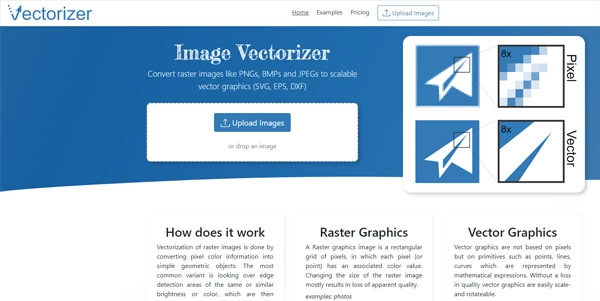 Vectorizer
Home
Examples
Pricing
Upload Images
Image Vectorizer
Convert raster images like PNGs, BMPs and JPEGs to scalable
vector graphics (SVG, EPS, DXF)
Upload Images
or drop an image
8x
Pixel
8x
Vector
How does it work
Vectorization of raster images is done by
converting pixel color information into
simple geometric objects. The most
common variant is looking over edge
detection areas of the same or similar
brightness or color, which are then
Raster Graphics
A Raster graphics image is a rectangular
grid of pixels, in which each pixel (or
point) has an associated color value.
Changing the size of the raster image
mostly results in loss of apparent quality.
examples: photos
Vector Graphics
Vector graphics are not based on pixels
but on primitives such as points, lines,
curves which are represented by
mathematical expressions. Without a loss
in quality vector graphics are easily scale-
and rotateable.